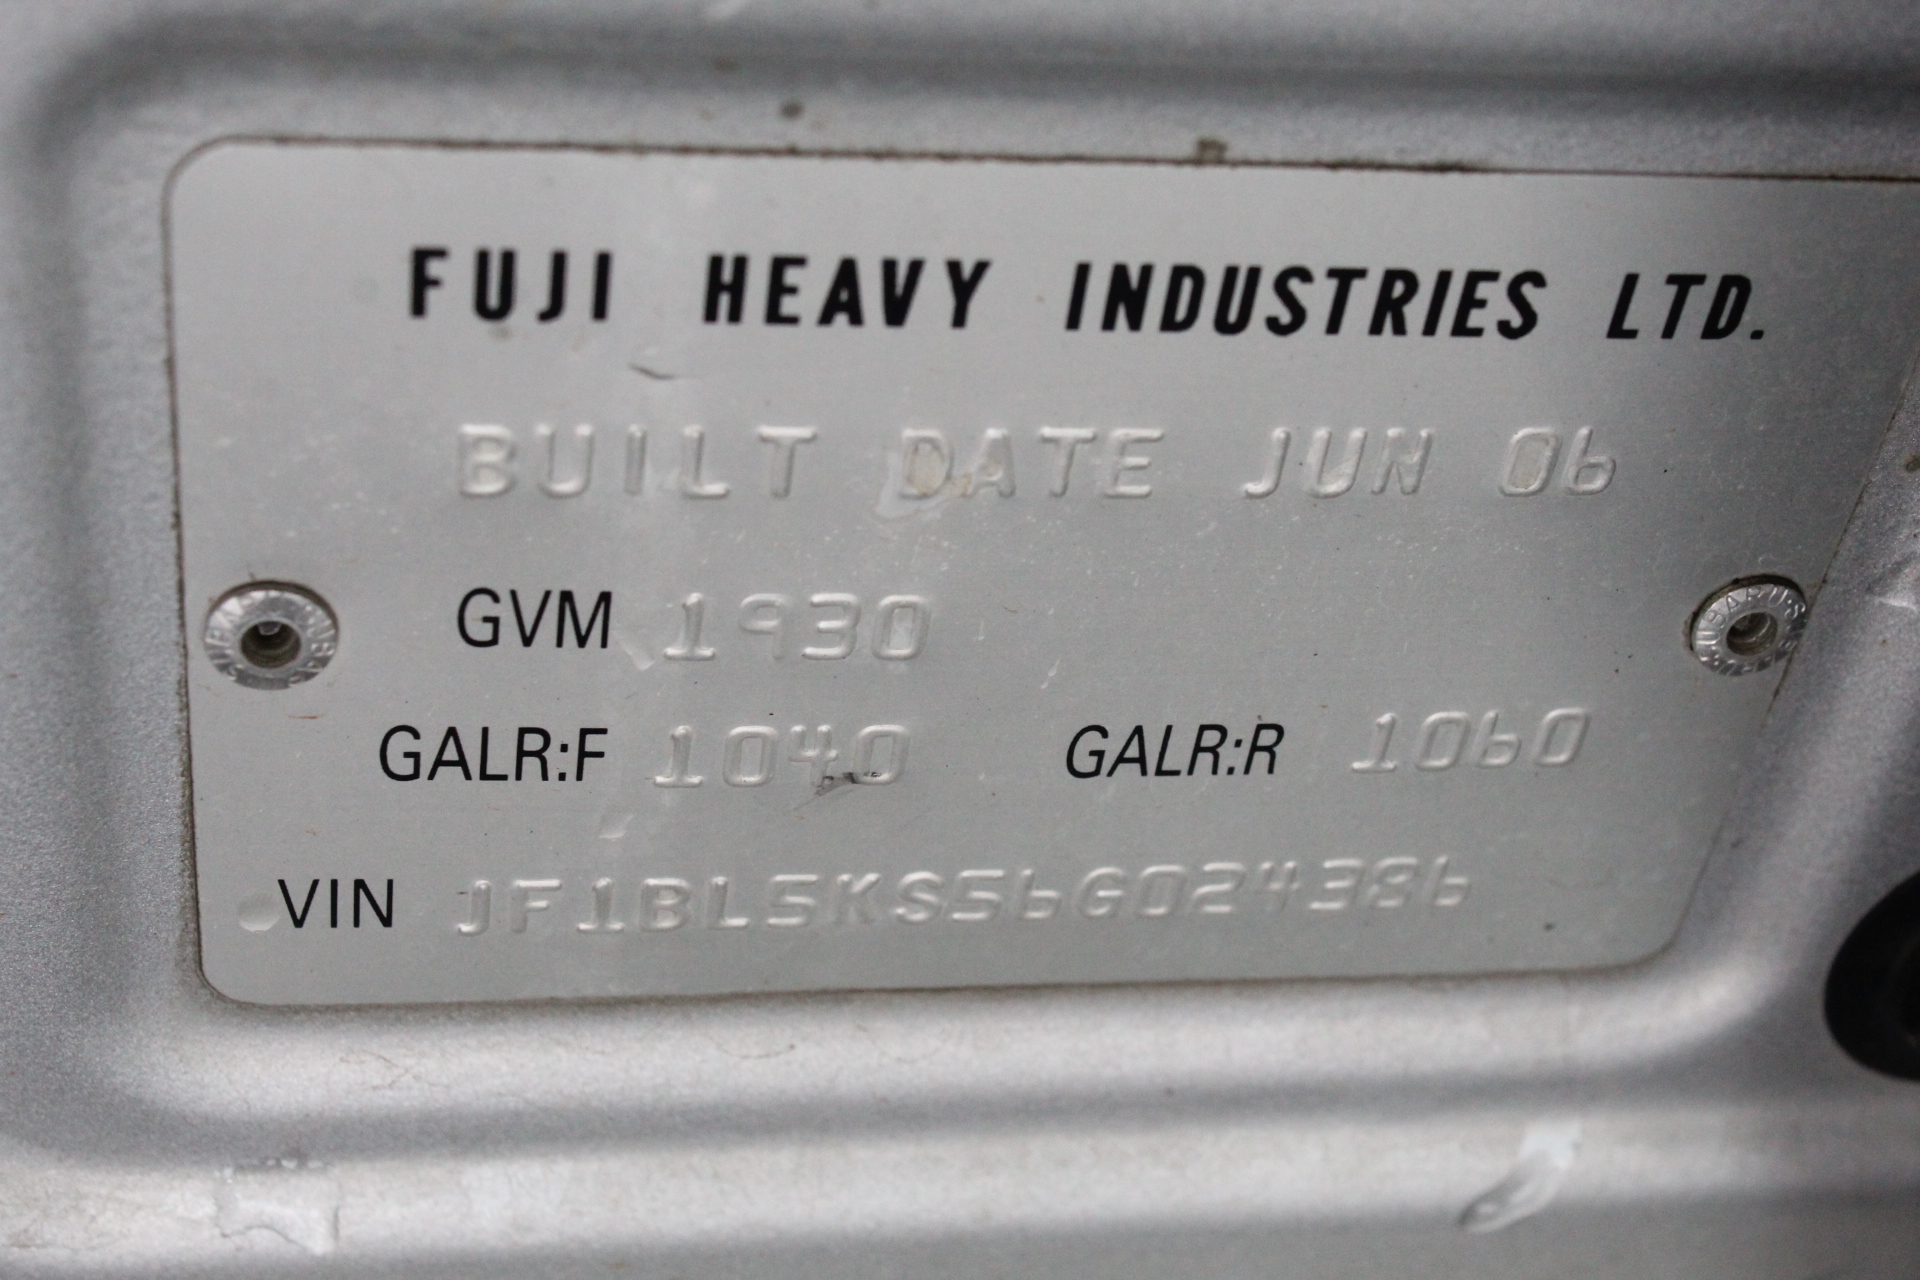 FUJI HEAVY INDUSTRIES LTD.
BUILT DATE JUN 06
GVM 1930
GALR:F 1040 GALR:R 1060
VIN JF1BL5KS56G024386